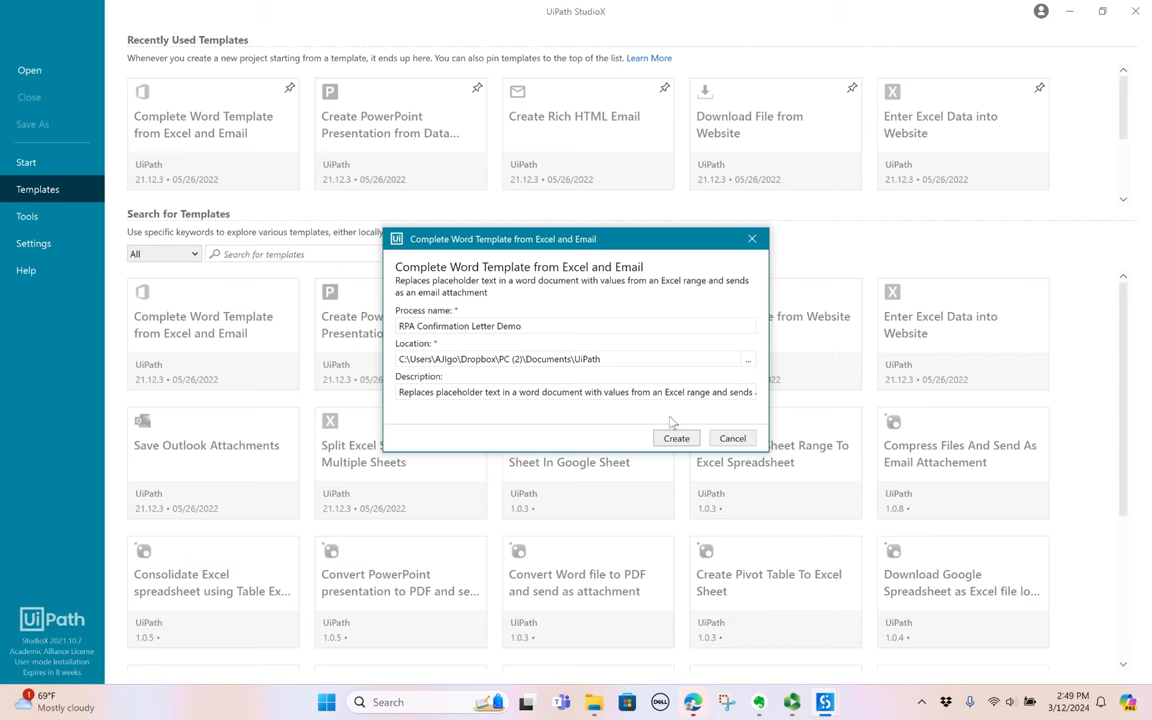 UiPath StudioX
Open
Close
Save As
Start
Templates
Tools
Settings
Help
Recently Used Templates
Whenever you create a new project starting from a template, it ends up here. You can also pin templates to the top of the list. Learn More
Complete Word Template
from Excel and Email
UiPath
21.12.3 • 05/26/2022
Create PowerPoint
Presentation from Data...
UiPath
21.12.3 • 05/26/2022
Create Rich HTML Email
UiPath
21.12.3 • 05/26/2022
Download File from
Website
UiPath
21.12.3 • 05/26/2022
Enter Excel Data into
Website
UiPath
21.12.3 • 05/26/2022
Search for Templates
Use specific keywords to explore various templates, either locally
All
Search for templates
Complete Word Template from Excel and Email
Complete Word Template from Excel and Email
Replaces placeholder text in a word document with values from an Excel range and sends
as an email attachment
Process name: *
RPA Confirmation Letter Demo
Location: *
C:\Users\AJIgo\Dropbox\PC (2)\Documents\UiPath
...
Description:
Replaces placeholder text in a word document with values from an Excel range and sends
Create
Cancel
Complete Word Template
from Excel and Email
UiPath
21.12.3 • 05/26/2022
Create Po
Presentati
UiPath
21.12.3 •
e from Website
22
Enter Excel Data into
Website
UiPath
21.12.3 • 05/26/2022
Save Outlook Attachments
UiPath
21.12.3 • 05/26/2022
Split Excel S
Multiple Sheets
UiPath
21.12.3 • 05/26/2022
Sheet In Google Sheet
UiPath
1.0.3 •
Sheet Range To
Excel Spreadsheet
UiPath
1.0.3 •
Compress Files And Send As
Email Attachement
UiPath
1.0.8 •
Consolidate Excel
spreadsheet using Table Ex...
UiPath
1.0.5 •
Convert PowerPoint
presentation to PDF and se...
UiPath
1.0.5 •
Convert Word file to PDF
and send as attachment
UiPath
1.0.3 •
Create Pivot Table To Excel
Sheet
UiPath
1.0.3 •
Download Google
Spreadsheet as Excel file lo...
UiPath
1.0.4 •
UiPath
StudioX 2021.10.7
Academic Alliance License
User-mode Installation
Expires in 8 weeks
1
69°F
Mostly cloudy
Search
DELL
2:49 PM
3/12/2024
PRE